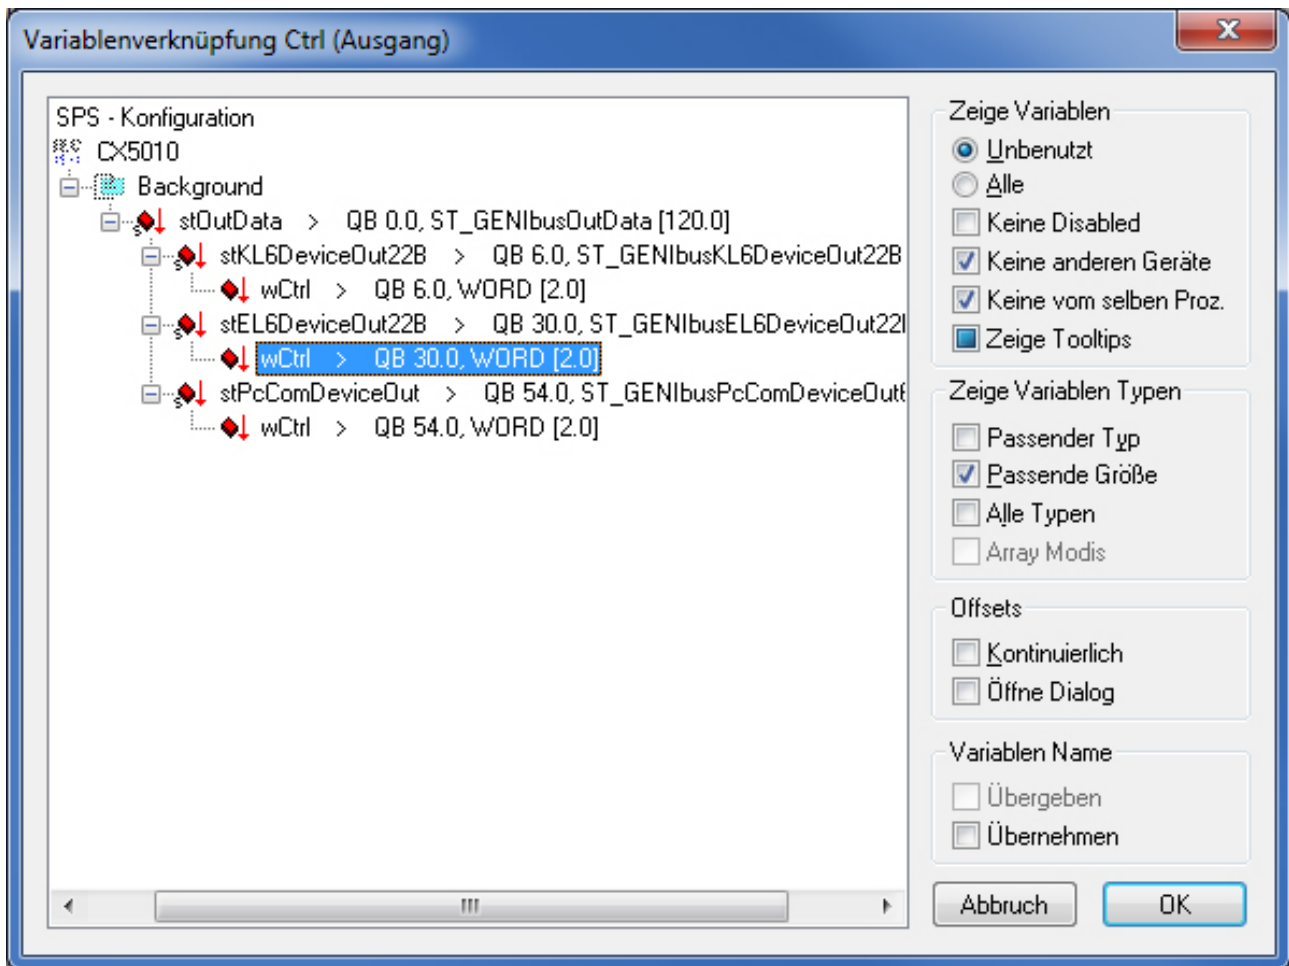 Variablenverknüpfung Ctrl (Ausgang)
SPS - Konfiguration
CX5010
Background
stOutData > QB 0.0, ST_GENIbusOutData [120.0]
stKL6DeviceOut22B > QB 6.0, ST_GENIbusKL6DeviceOut22B
wCtrl > QB 6.0, WORD [2.0]
stEL6DeviceOut22B > QB 30.0, ST_GENIbusEL6DeviceOut22
wCtrl > QB 30.0, WORD [2.0]
stPcComDeviceOut > QB 54.0, ST_GENIbusPcComDeviceOut
wCtrl > QB 54.0, WORD [2.0]
Zeige Variablen
Unbenutzt
Alle
Keine Disabled
Keine anderen Geräte
Keine vom selben Proz.
Zeige Tooltips
Zeige Variablen Typen
Passender Typ
Passende Größe
Alle Typen
Array Modis
Offsets
Kontinuierlich
Öffne Dialog
Variablen Name
Übergeben
Übernehmen
Abbruch
OK